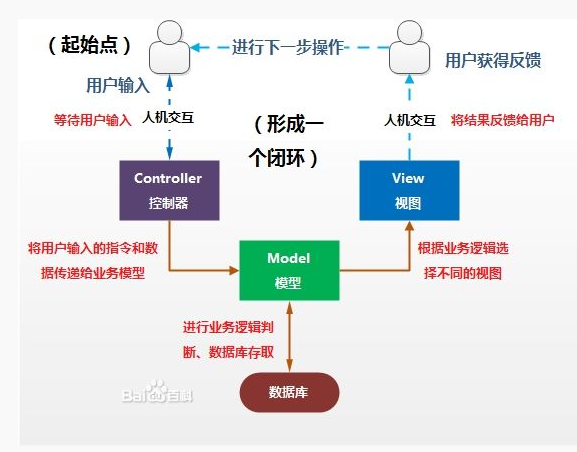 （起始点）
进行下一步操作
用户输入
用户获得反馈
等待用户输入
人机交互
（形成一
个闭环）
人机交互
将结果反馈给用户
Controller
控制器
View
视图
将用户输入的指令和数
据传递给业务模型
Model
模型
根据业务逻辑选
择不同的视图
进行业务逻辑判
断、数据库存取
数据库
Bai百科